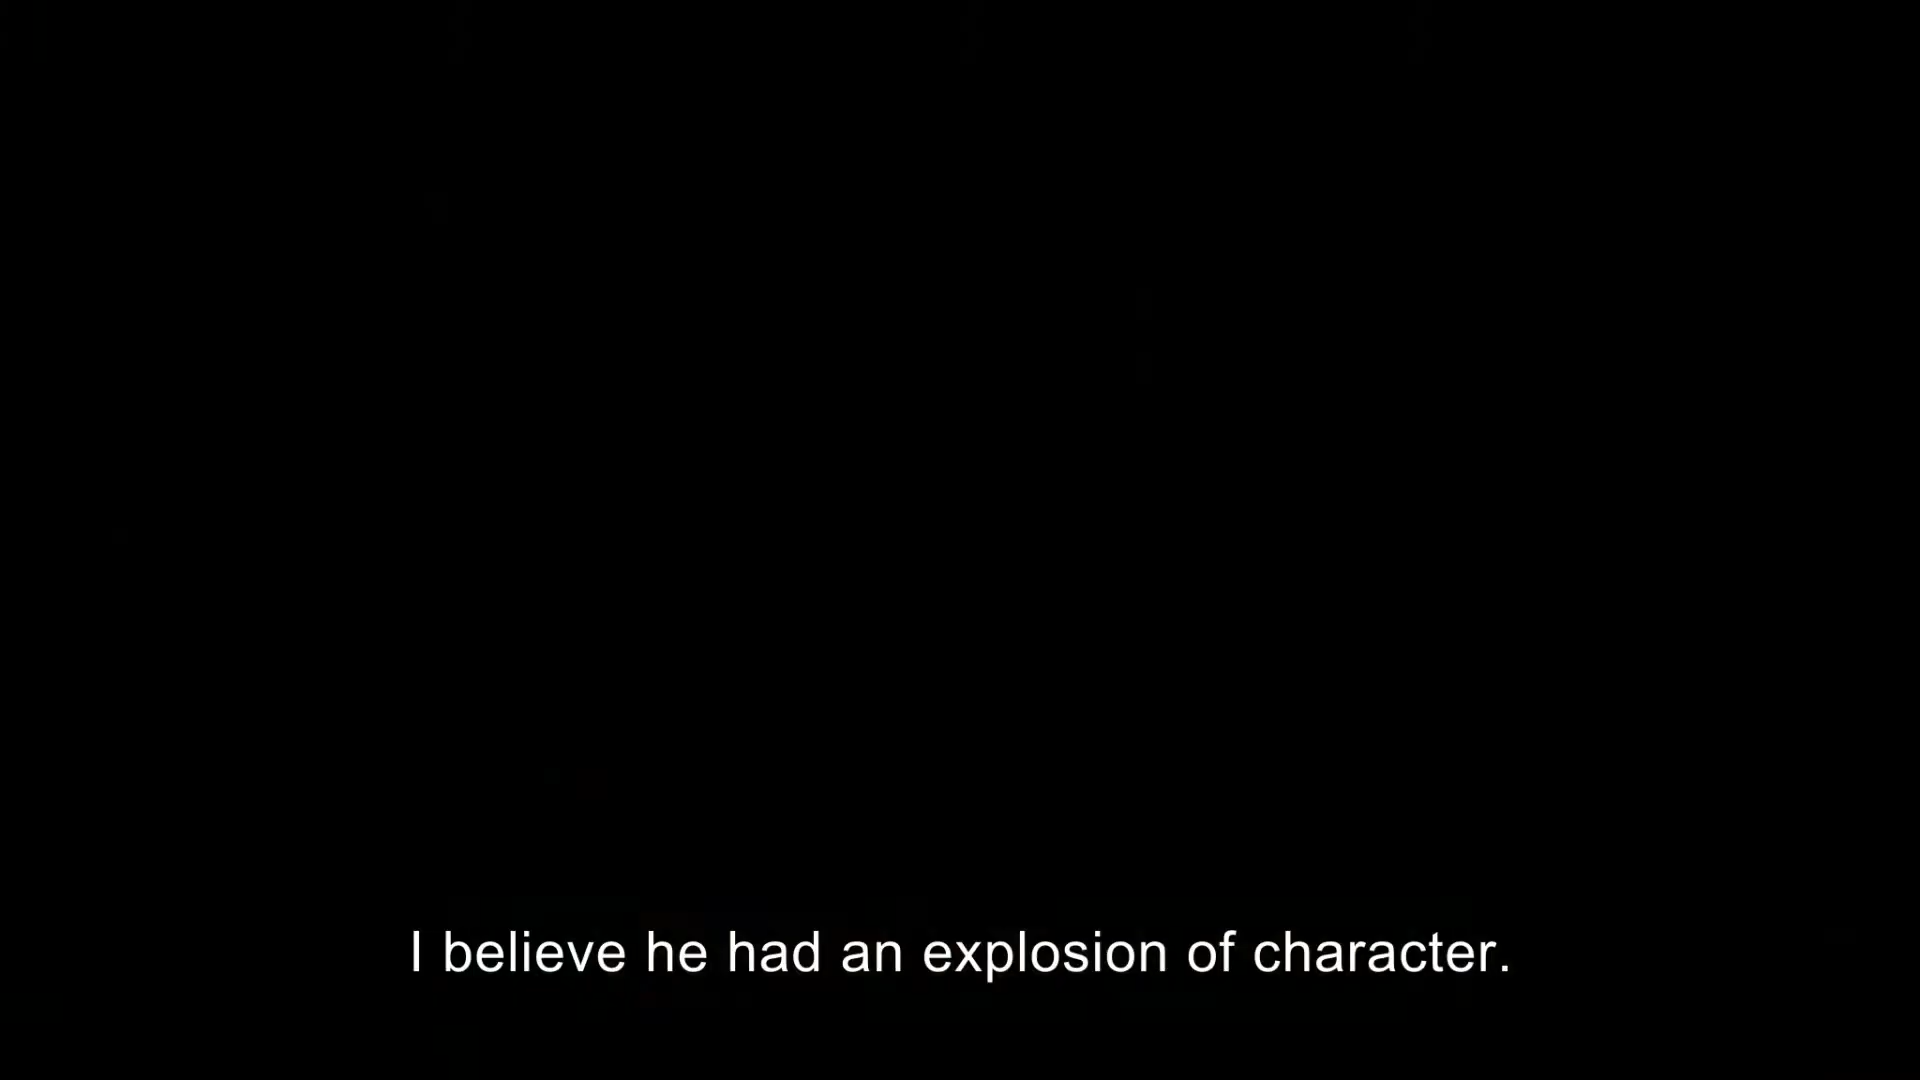 I believe he had an explosion of character.